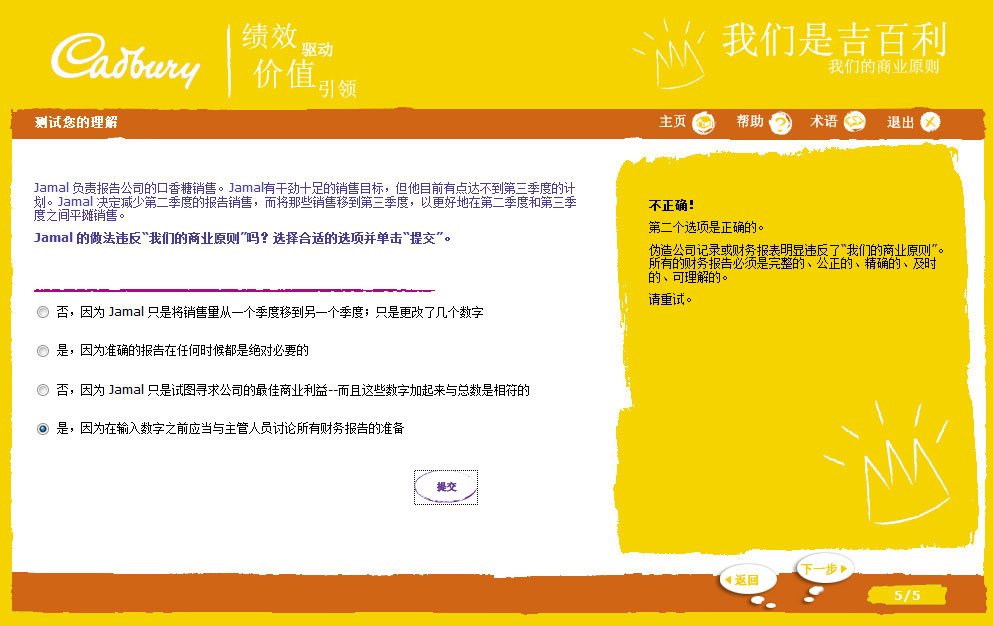 Cadbury
绩效驱动
价值引领
我们是吉百利
我们的商业原则
测试您的理解
主页
帮助
术语
退出
Jamal 负责报告公司的口香糖销售。Jamal有干劲十足的销售目标，但他目前有点达不到第三季度的计
划。Jamal 决定减少第二季度的报告销售，而将那些销售移到第三季度，以更好地在第二季度和第三季
度之间平摊销售。
Jamal 的做法违反“我们的商业原则”吗？选择合适的选项并单击“提交”。
否，因为 Jamal 只是将销售量从一个季度移到另一个季度；只是更改了几个数字
是，因为准确的报告在任何时候都是绝对必要的
否，因为 Jamal 只是试图寻求公司的最佳商业利益--而且这些数字加起来与总数是相符的
是，因为在输入数字之前应当与主管人员讨论所有财务报告的准备
提交
不正确！
第二个选项是正确的。
伪造公司记录或财务报表明显违反了“我们的商业原则”。
所有的财务报告必须是完整的、公正的、精确的、及时
的、可理解的。
请重试。
返回
下一步
5/5